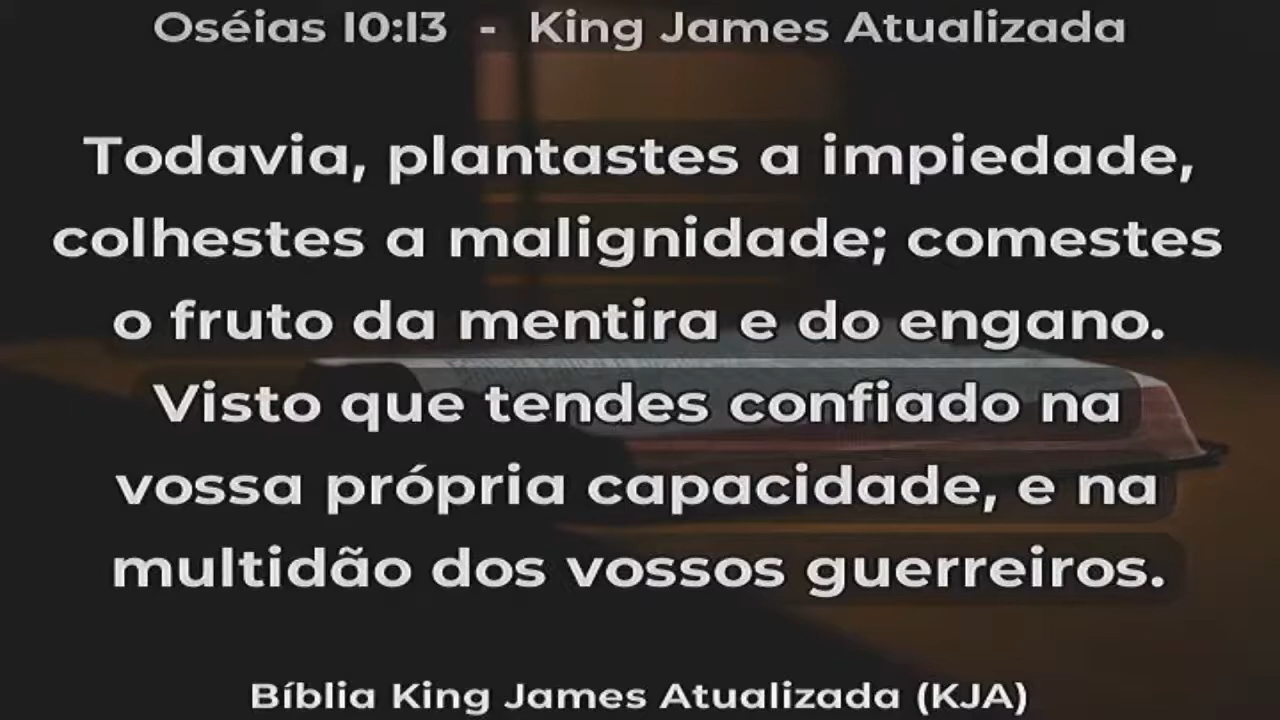 Oséias 10:13 - King James Atualizada
Todavia, plantastes a impiedade,
colhestes a malignidade; comestes
o fruto da mentira e do engano.
Visto que tendes confiado na
vossa própria capacidade, e na
multidão dos vossos guerreiros.
Bíblia King James Atualizada (KJA)